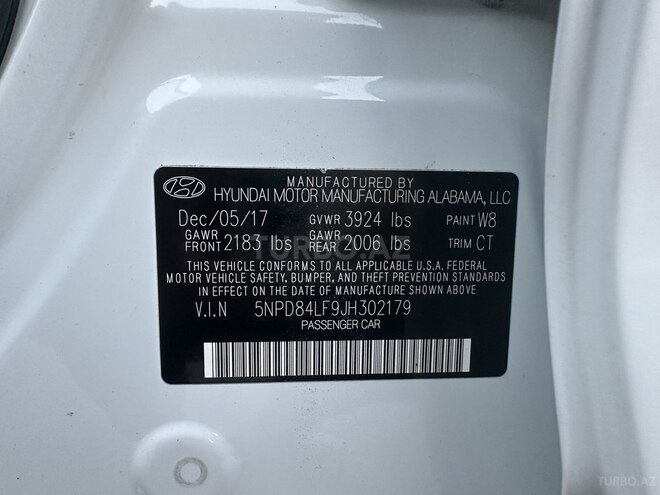 MANUFACTURED BY
HYUNDAI MOTOR MANUFACTURING ALABAMA, LLC
Dec/05/17 GVWR 3924 lbs PAINT W8
GAWR FRONT 2183 lbs GAWR REAR 2006 lbs TRIM CT
THIS VEHICLE CONFORMS TO ALL APPLICABLE U.S.A. FEDERAL
MOTOR VEHICLE SAFETY, BUMPER, AND THEFT PREVENTION STANDARDS
IN EFFECT ON THE DATE OF MANUFACTURE SHOWN ABOVE.
V.I.N 5NPD84LF9JH302179
PASSENGER CAR
TURBO.AZ
TURBO.AZ